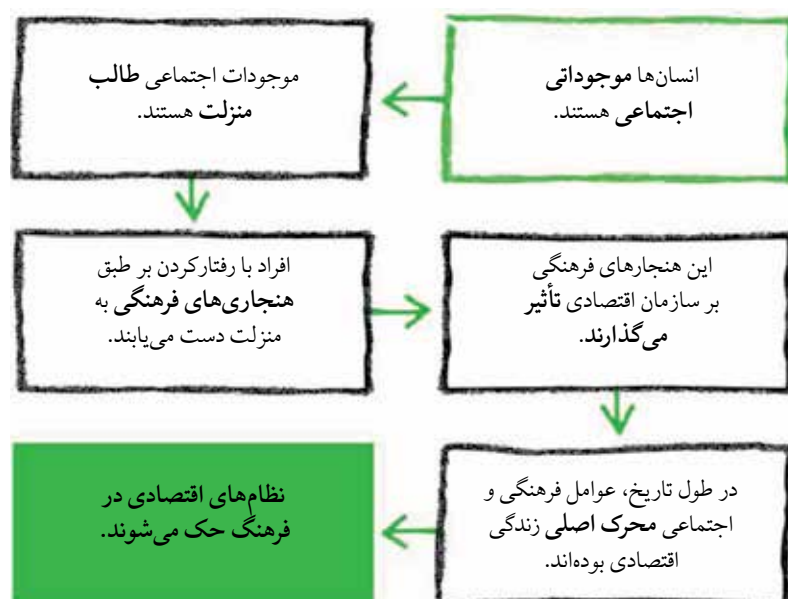 انسان‌ها موجوداتی
اجتماعی هستند.
موجودات اجتماعی طالب
منزلت هستند.
افراد با رفتارکردن بر طبق
هنجاری‌های فرهنگی به
منزلت دست می‌یابند.
این هنجارهای فرهنگی
بر سازمان اقتصادی تأثیر
می‌گذارند.
در طول تاریخ، عوامل فرهنگی و
اجتماعی محرک اصلی زندگی
اقتصادی بوده‌اند.
نظام‌های اقتصادی در
فرهنگ حک می‌شوند.